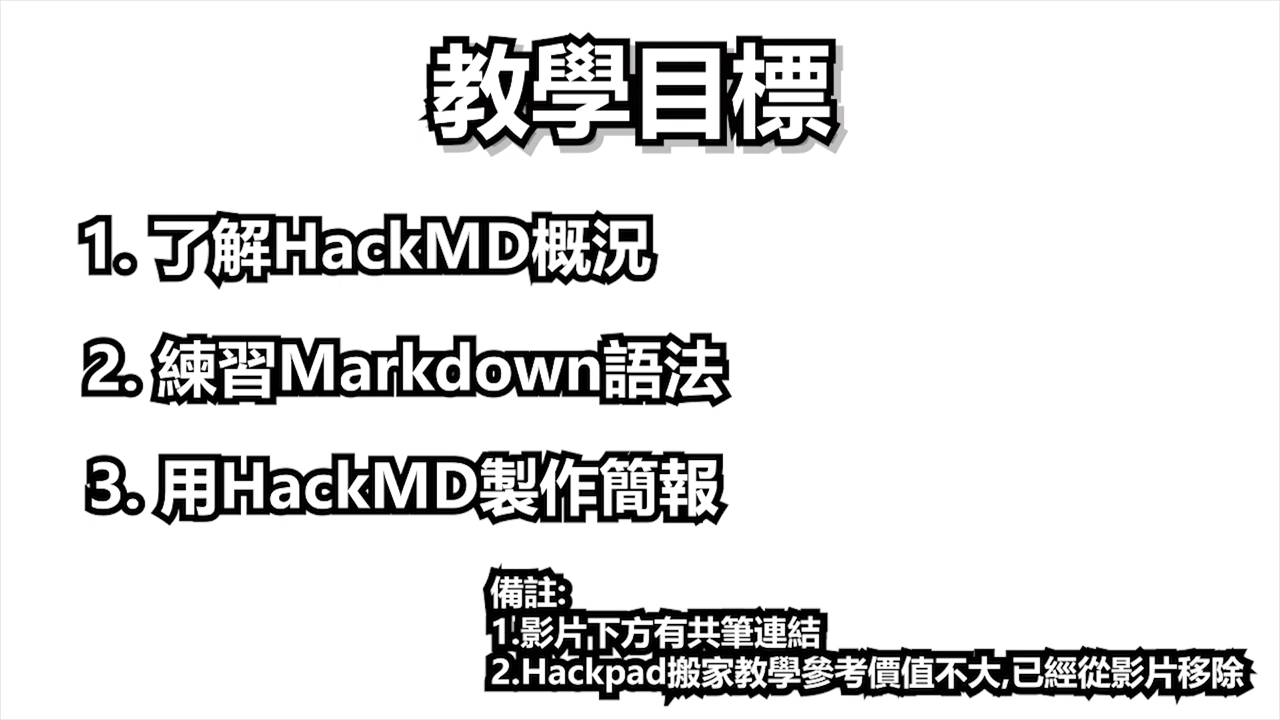 教學目標
1. 了解HackMD概況
2. 練習Markdown語法
3. 用HackMD製作簡報
備註:
1.影片下方有共筆連結
2.Hackpad搬家教學參考價值不大,已經從影片移除